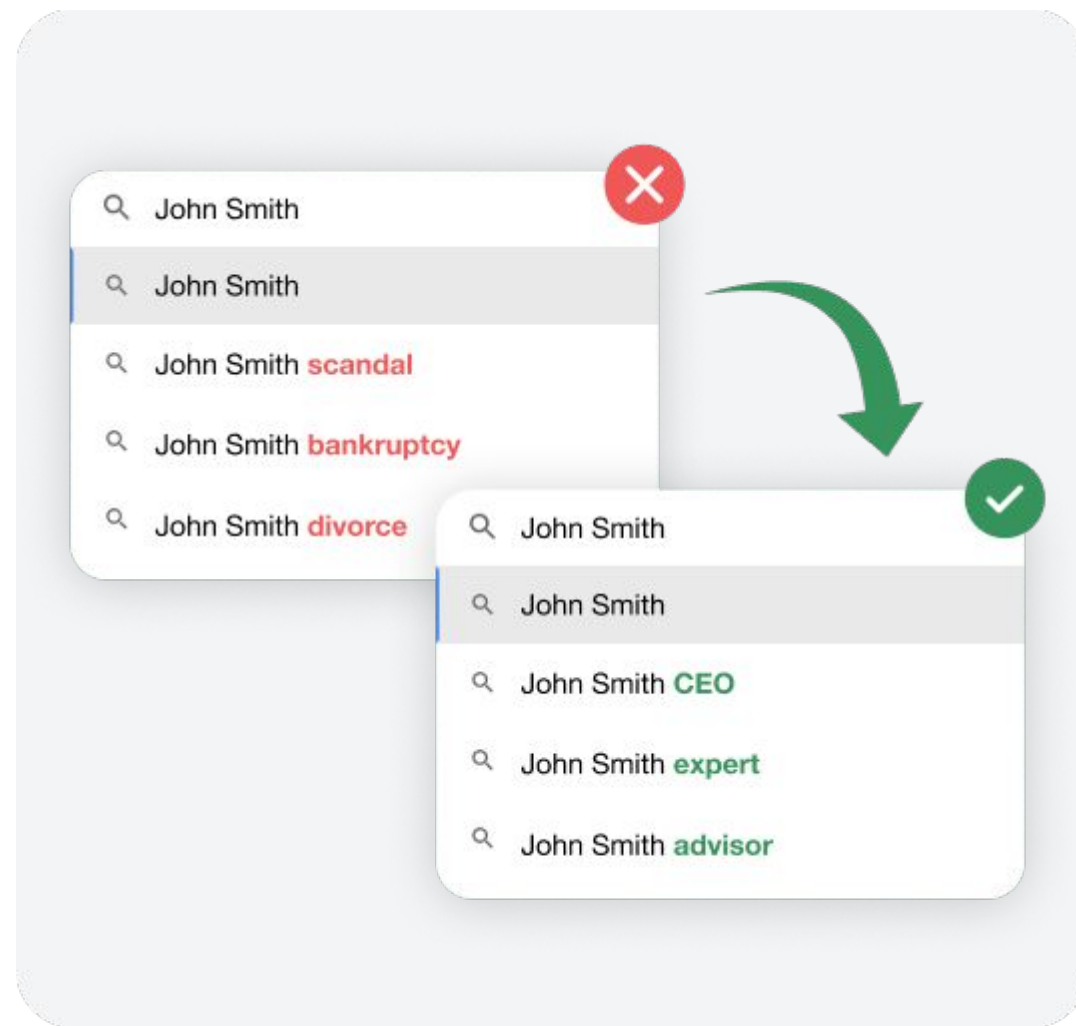 John Smith
John Smith
John Smith scandal
John Smith bankruptcy
John Smith divorce
John Smith
John Smith
John Smith CEO
John Smith expert
John Smith advisor